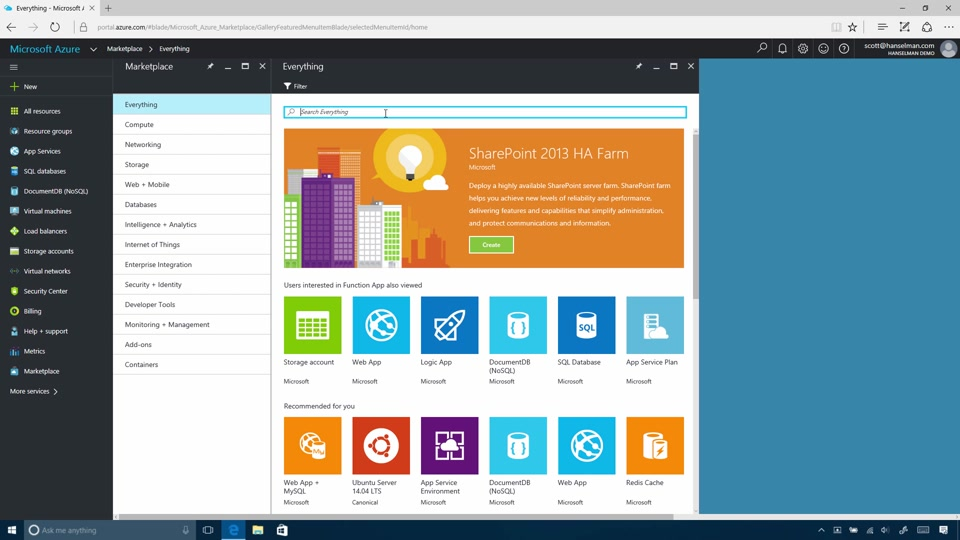 Everything - Microsoft A
portal.azure.com/#blade/Microsoft_Azure_Marketplace/GalleryFeaturedMenuItemBlade/selectedMenuItemId/home
Microsoft Azure
Marketplace
Everything
scott@hanselman.com
HANSELMAN DEMO
New
All resources
Resource groups
App Services
SQL databases
DocumentDB (NoSQL)
Virtual machines
Load balancers
Storage accounts
Virtual networks
Security Center
Billing
Help + support
Metrics
Marketplace
More services
Marketplace
Everything
Compute
Networking
Storage
Web + Mobile
Databases
Intelligence + Analytics
Internet of Things
Enterprise Integration
Security + Identity
Developer Tools
Monitoring + Management
Add-ons
Containers
Everything
Filter
Search Everything
SharePoint 2013 HA Farm
Microsoft
Deploy a highly available SharePoint server farm. SharePoint farm
helps you achieve new levels of reliability and performance,
delivering features and capabilities that simplify administration,
and protect communications and information.
Create
Users interested in Function App also viewed
SQL
Storage account
Microsoft
Web App
Microsoft
Logic App
Microsoft
DocumentDB
(NoSQL)
Microsoft
SQL Database
Microsoft
App Service Plan
Microsoft
Recommended for you
My
Web App +
MySQL
Microsoft
Ubuntu Server
14.04 LTS
Canonical
App Service
Environment
Microsoft
DocumentDB
(NoSQL)
Microsoft
Web App
Microsoft
Redis Cache
Microsoft
Ask me anything